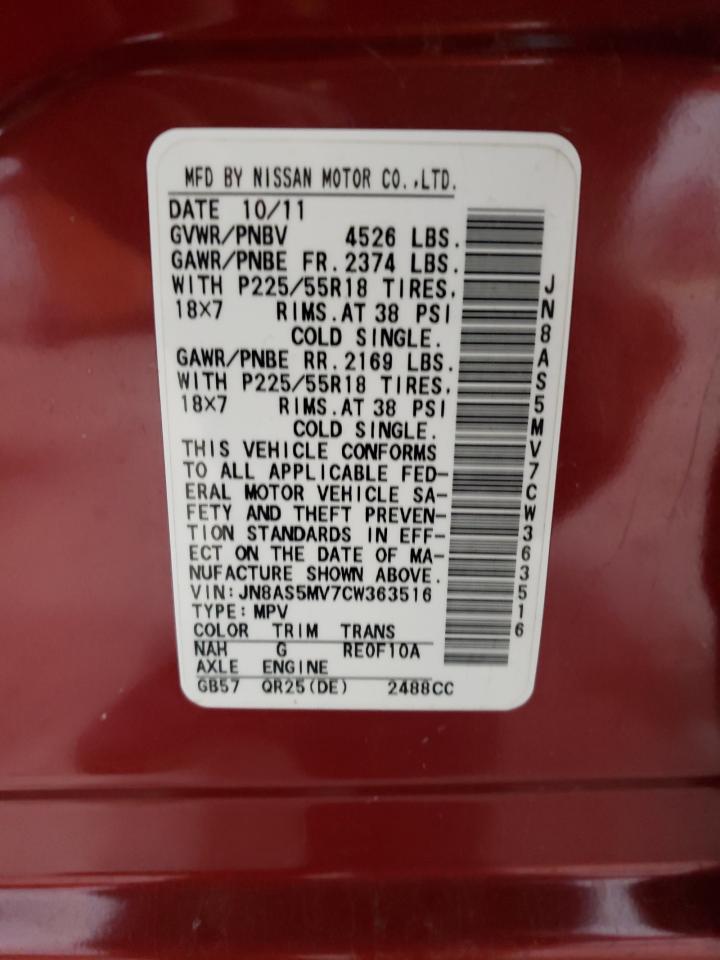 MFD BY NISSAN MOTOR CO.,LTD.
DATE 10/11
GVWR/PNBV 4526 LBS.
GAWR/PNBE FR. 2374 LBS.
WITH P225/55R18 TIRES,
18X7 RIMS.AT 38 PSI
COLD SINGLE.
GAWR/PNBE RR. 2169 LBS.
WITH P225/55R18 TIRES,
18X7 RIMS.AT 38 PSI
COLD SINGLE.
THIS VEHICLE CONFORMS
TO ALL APPLICABLE FED-
ERAL MOTOR VEHICLE SA-
FETY AND THEFT PREVEN-
TION STANDARDS IN EFF-
ECT ON THE DATE OF MA-
NUFACTURE SHOWN ABOVE.
VIN:JN8AS5MV7CW363516
TYPE:MPV
COLOR TRIM TRANS
NAH G RE0F10A
AXLE ENGINE
GB57 QR25(DE) 2488CC
JN8AS5MV7CW363516